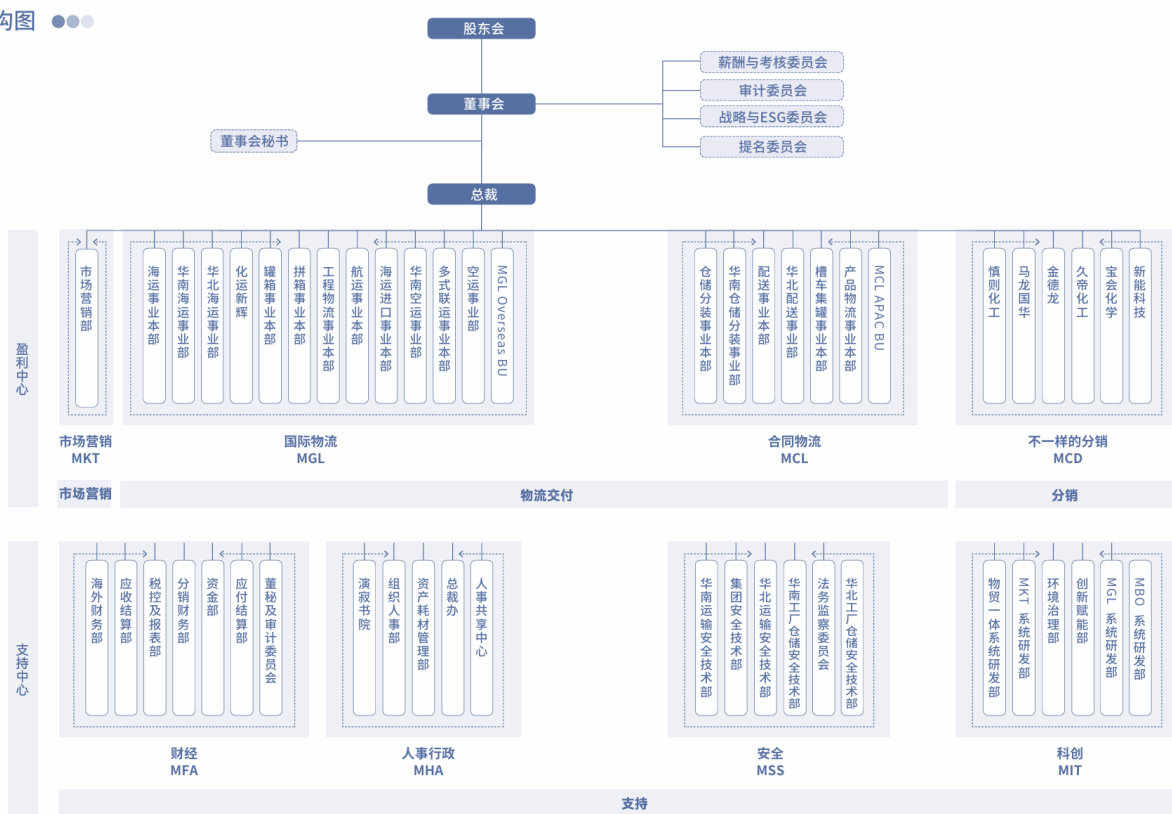 构图
股东会
董事会
薪酬与考核委员会
审计委员会
战略与ESG委员会
提名委员会
董事会秘书
总裁
盈利中心
市场营销部
海运事业本部
华南海运事业部
华北海运事业部
化运新辉
罐箱事业本部
拼箱事业本部
工程物流事业本部
航运事业本部
海运进口事业本部
华南空运事业部
多式联运事业本部
空运事业部
MGL Overseas BU
仓储分装事业本部
华南仓储分装事业部
配送事业本部
华北配送事业部
槽车集罐事业本部
产品物流事业本部
MCL APAC BU
慎则化工
马龙国华
金德龙
久帝化工
宝会化学
新能科技
市场营销
MKT
国际物流
MGL
合同物流
MCL
不一样的分销
MCD
市场营销
物流交付
分销
支持中心
海外财务部
应收结算部
税控及报表部
分销财务部
资金部
应付结算部
董秘及审计委员会
演寂书院
组织人事部
资产耗材管理部
总裁办
人事共享中心
华南运输安全技术部
集团安全技术部
华北运输安全技术部
华南工厂仓储安全技术部
法务监察委员会
华北工厂仓储安全技术部
物贸一体系统研发部
MKT 系统研发部
环境治理部
创新赋能部
MGL 系统研发部
MBO 系统研发部
财经
MFA
人事行政
MHA
安全
MSS
科创
MIT
支持